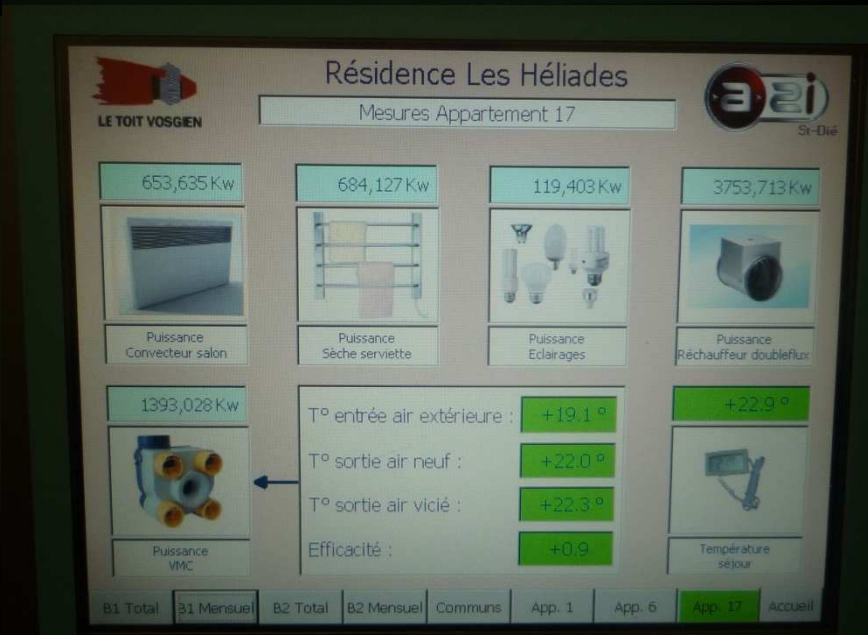 Résidence Les Héliades
LE TOIT VOSGIEN
Mesures Appartement 17
a2i
St-Dié
653,635 Kw
684,127 Kw
119,403 Kw
3753,713 Kw
Puissance
Convecteur salon
Puissance
Sèche serviette
Puissance
Eclairages
Puissance
Réchauffeur doubleflux
1393,028 Kw
Puissance
VMC
T° entrée air extérieure : +19.1 °
T° sortie air neuf : +22.0 °
T° sortie air vicié : +22.3 °
Efficacité : +0.9
+22.9 °
Température
séjour
B1 Total
B1 Mensuel
B2 Total
B2 Mensuel
Communs
App. 1
App. 6
App. 17
Accueil